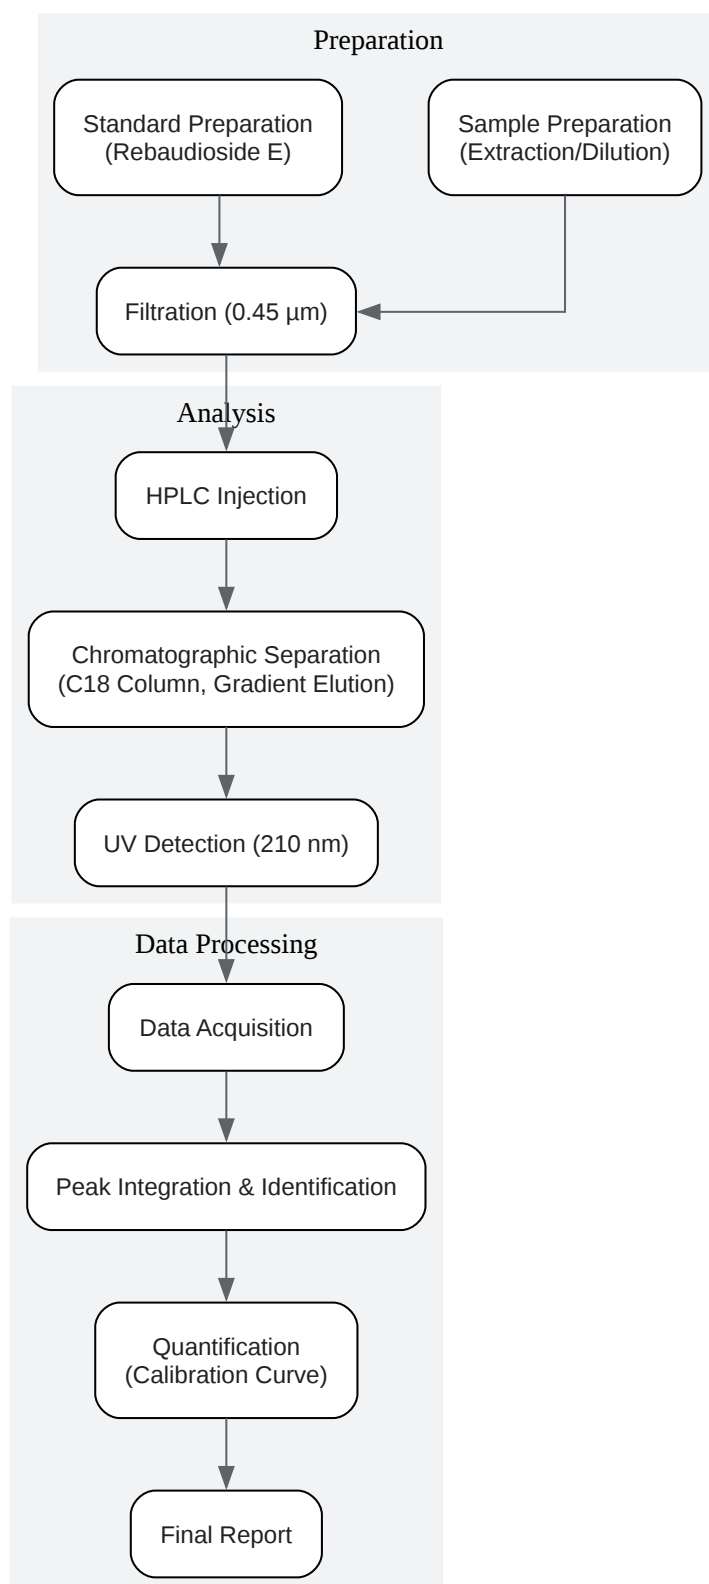 Preparation
Standard Preparation
(Rebaudioside E)
Sample Preparation
(Extraction/Dilution)
Filtration (0.45 µm)
Analysis
HPLC Injection
Chromatographic Separation
(C18 Column, Gradient Elution)
UV Detection (210 nm)
Data Processing
Data Acquisition
Peak Integration & Identification
Quantification
(Calibration Curve)
Final Report